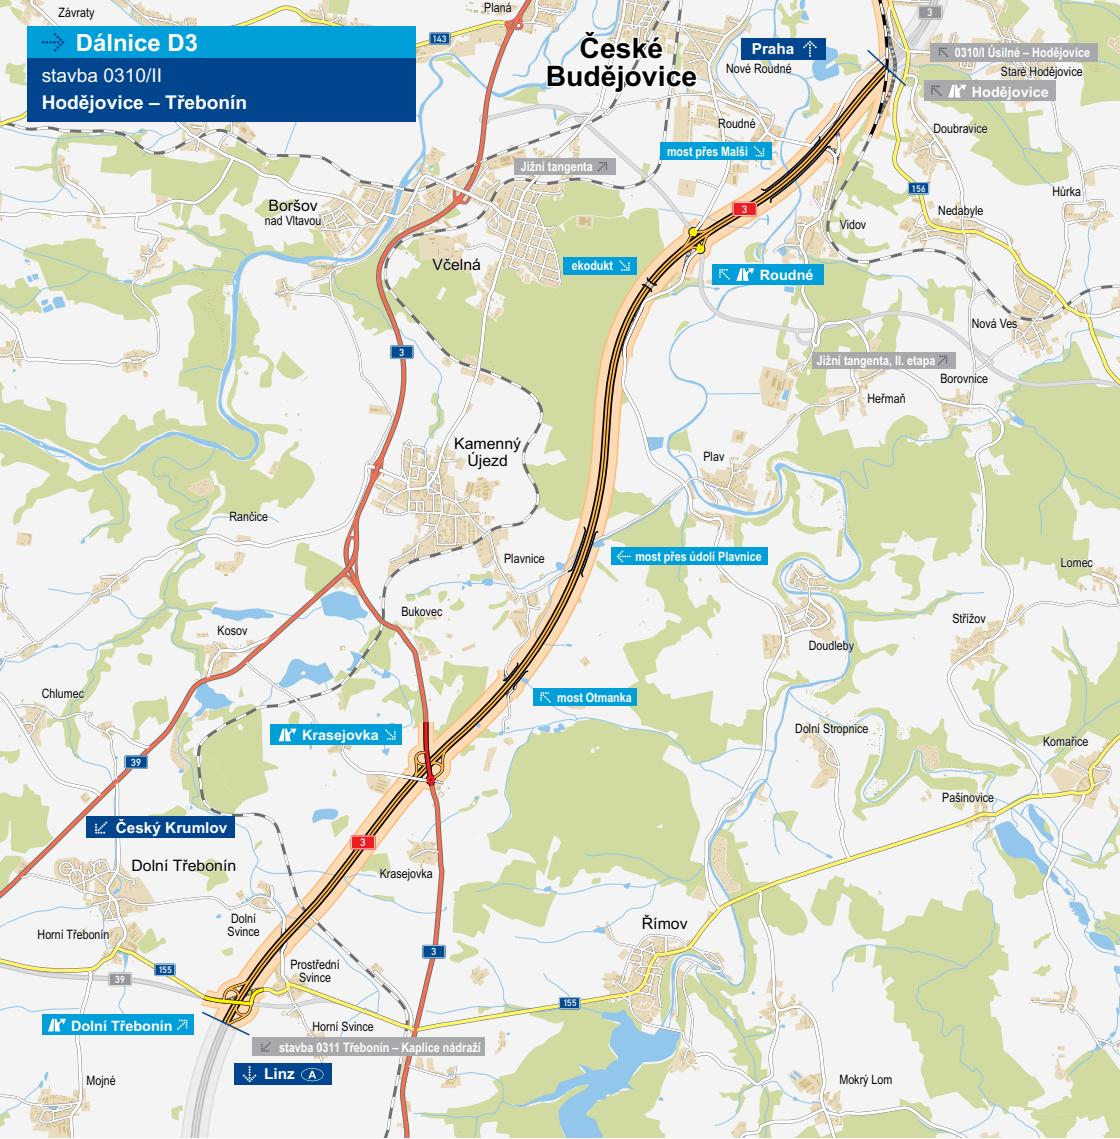 Závraty
Planá
3
143
Dálnice D3
stavba 0310/II
Hodějovice – Třebonín
České
Budějovice
Praha
Nové Roudné
0310/I Úsilné – Hodějovice
Staré Hodějovice
Hodějovice
Roudné
Doubravice
most přes Malši
Jižní tangenta
156
Hůrka
Boršov
nad Vltavou
3
Nedabyle
Vidov
Včelná
ekodukt
Roudné
Nová Ves
3
Jižní tangenta, II. etapa
Borovnice
Heřmaň
Kamenný
Újezd
Plav
Rančice
Plavnice
most přes údolí Plavnice
Lomec
Bukovec
Kosov
Střížov
Doudleby
Chlumec
most Otmanka
Krasejovka
Dolní Stropnice
Komařice
39
Pašinovice
Český Krumlov
3
Dolní Třebonín
Krasejovka
Dolní
Svince
Římov
Horní Třebonín
3
155
Prostřední
Svince
39
155
Dolní Třebonín
Horní Svince
stavba 0311 Třebonín – Kaplice nádraží
Linz A
Mojné
Mokrý Lom